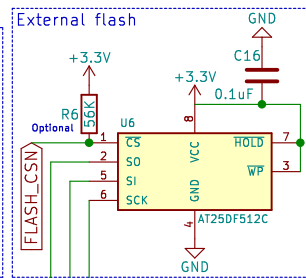 External flash
GND
+3.3V
C16
+3.3V
0.1uF
R6
56K
Optional
U6
8
1
CS
VCC
HOLD
7
2
SO
5
SI
WP
3
6
SCK
GND
FLASH_CSN
AT25DF512C
4
GND